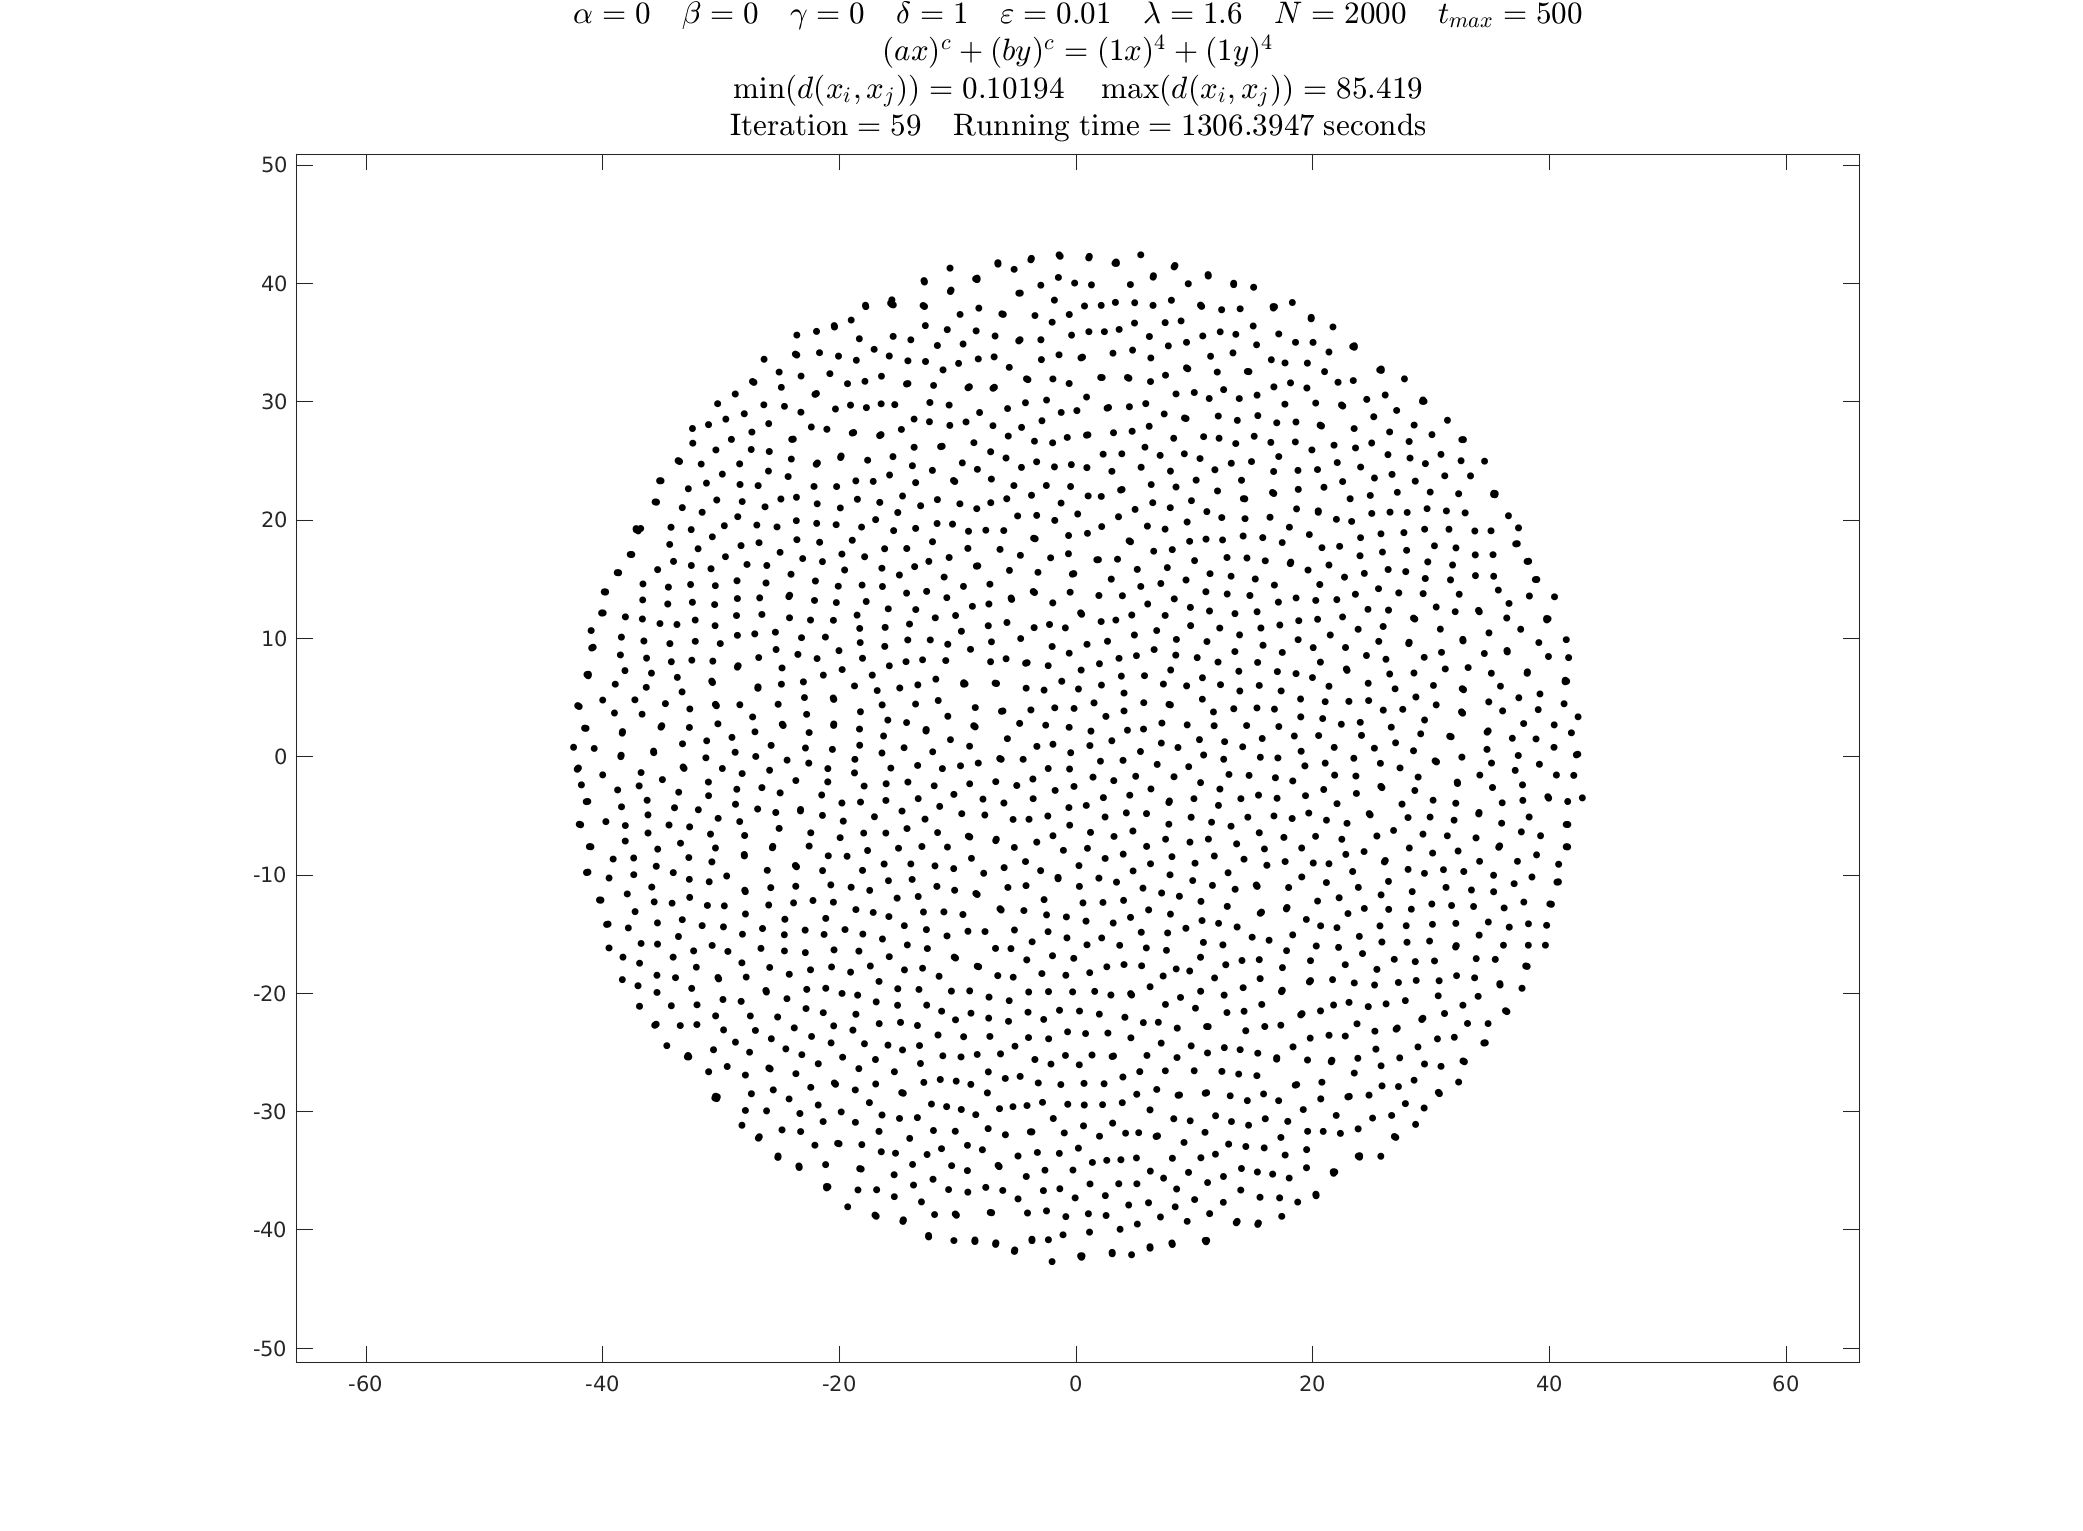 α = 0 β = 0 γ = 0 δ = 1 ε = 0.01 λ = 1.6 N = 2000 t_{max} = 500
(ax)^c + (by)^c = (1x)^4 + (1y)^4
min(d(x_i, x_j)) = 0.10194 max(d(x_i, x_j)) = 85.419
Iteration = 59 Running time = 1306.3947 seconds
50
40
30
20
10
0
-10
-20
-30
-40
-50
-60 -40 -20 0 20 40 60